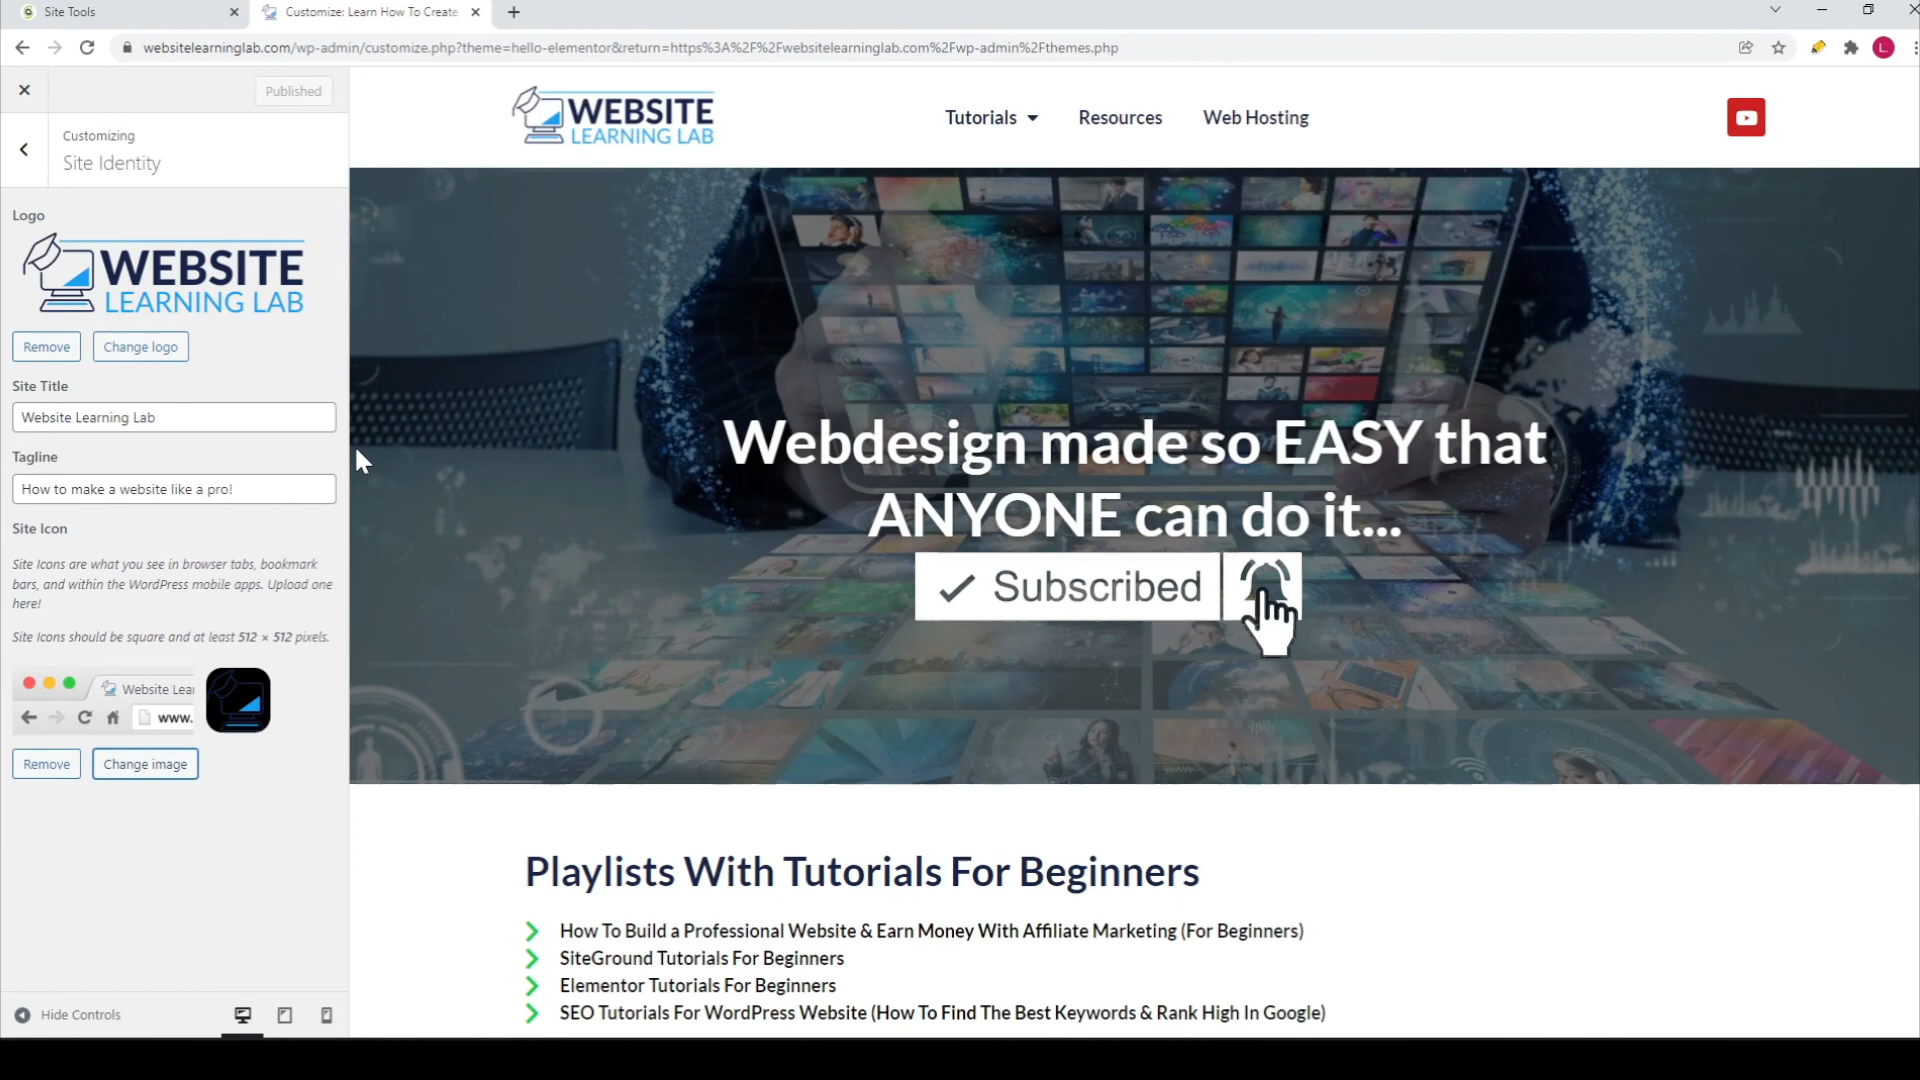 Site Tools
Customize: Learn How To Create
websitelearninglab.com/wp-admin/customize.php?theme=hello-elementor&return=https%3A%2F%2Fwebsitelearninglab.com%2Fwp-admin%2Fthemes.php
L
Published
Customizing
Site Identity
Logo
WEBSITE
LEARNING LAB
Remove
Change logo
Site Title
Website Learning Lab
Tagline
How to make a website like a pro!
Site Icon
Site Icons are what you see in browser tabs, bookmark
bars, and within the WordPress mobile apps. Upload one
here!
Site Icons should be square and at least 512 × 512 pixels.
Website Lear
www.
Remove
Change image
Hide Controls
WEBSITE
LEARNING LAB
Tutorials
Resources
Web Hosting
Webdesign made so EASY that
ANYONE can do it...
Subscribed
Playlists With Tutorials For Beginners
How To Build a Professional Website & Earn Money With Affiliate Marketing (For Beginners)
SiteGround Tutorials For Beginners
Elementor Tutorials For Beginners
SEO Tutorials For WordPress Website (How To Find The Best Keywords & Rank High In Google)